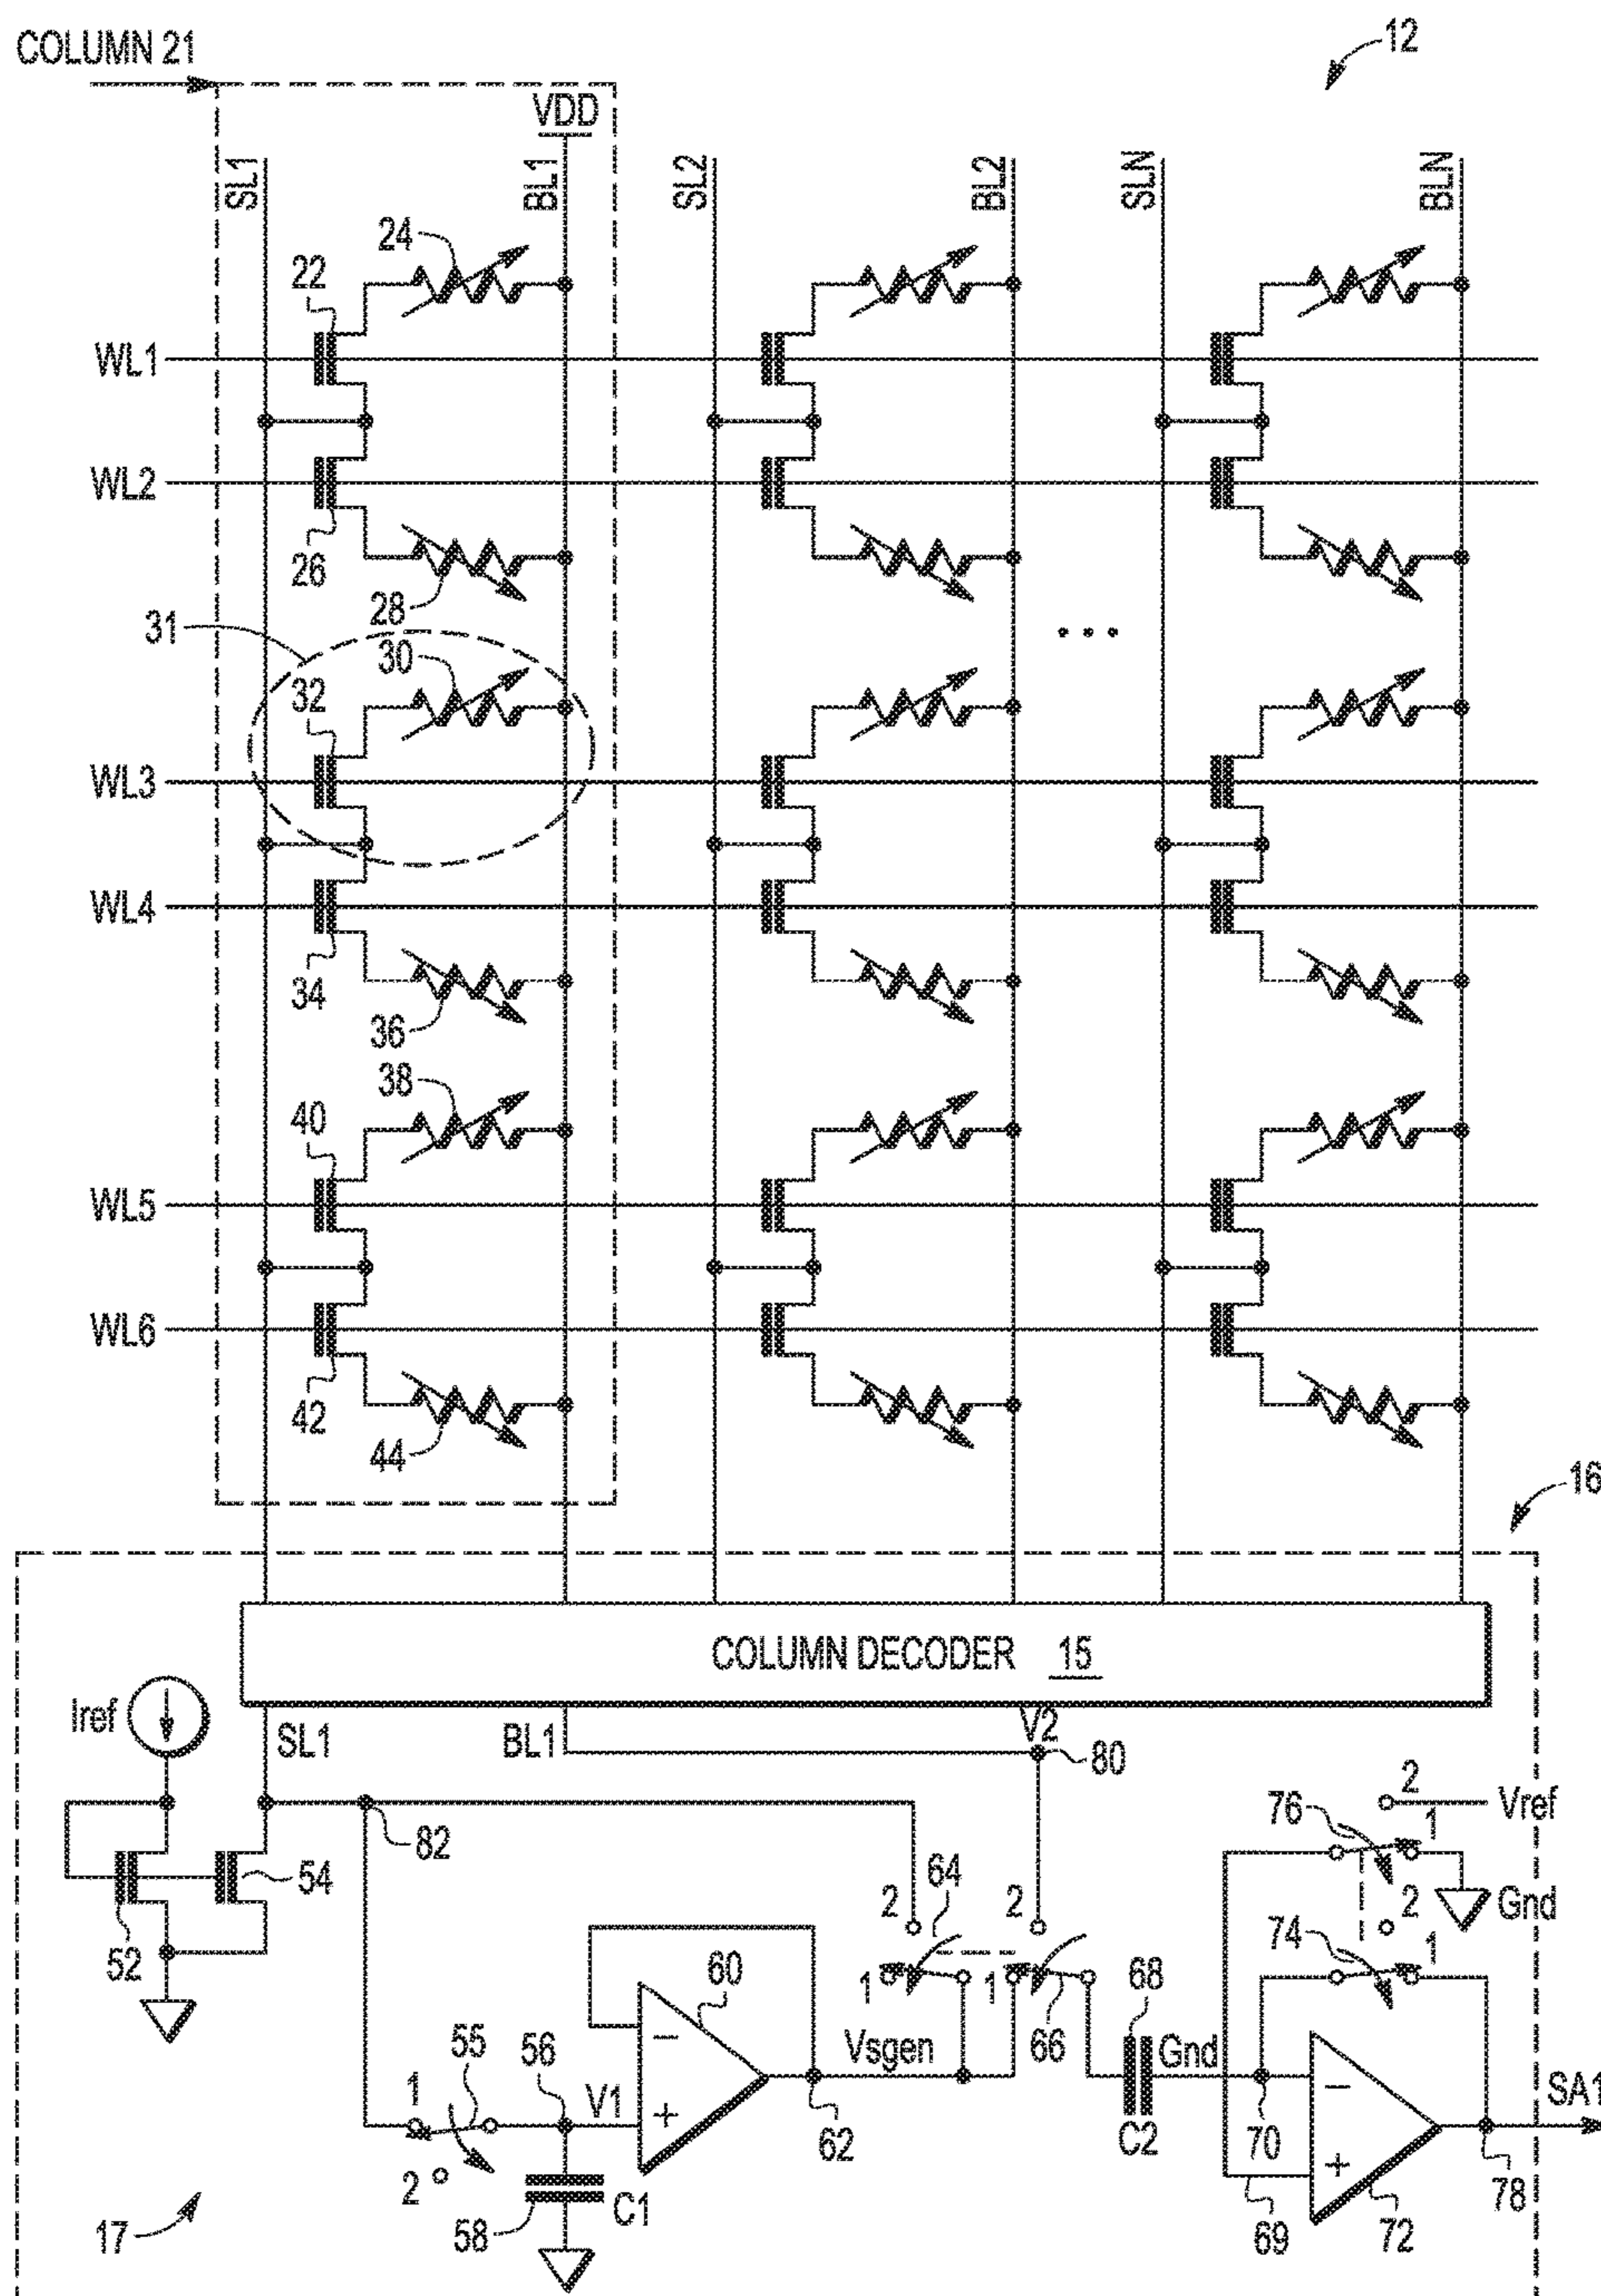 COLUMN 21
12
VDD
SL1
BL1
SL2
BL2
SLN
BLN
24
22
WL1
WL2
26
28
31
30
32
WL3
. . .
WL4
34
36
38
40
WL5
WL6
42
44
16
COLUMN DECODER 15
Iref
SL1
BL1
V2
80
82
54
52
2
76
1
Vref
64
2
2
2
Gnd
74
1
60
1
1
68
66
Vsgen
Gnd
55
56
1
V1
−
+
62
C2
70
−
+
SA1
2
58
C1
69
72
78
17